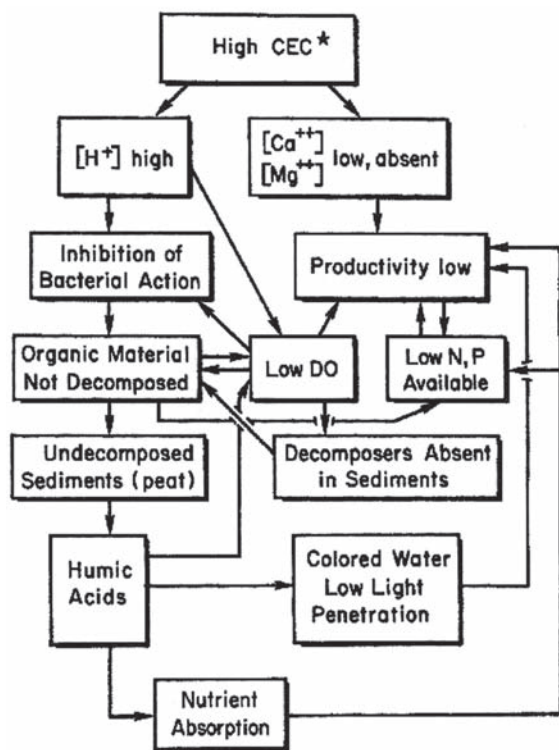 High CEC*
[H⁺] high
[Ca⁺⁺]
[Mg⁺⁺] low, absent
Inhibition of
Bacterial Action
Productivity low
Organic Material
Not Decomposed
Low DO
Low N, P
Available
Undecomposed
Sediments (peat)
Decomposers Absent
in Sediments
Humic
Acids
Colored Water
Low Light
Penetration
Nutrient
Absorption